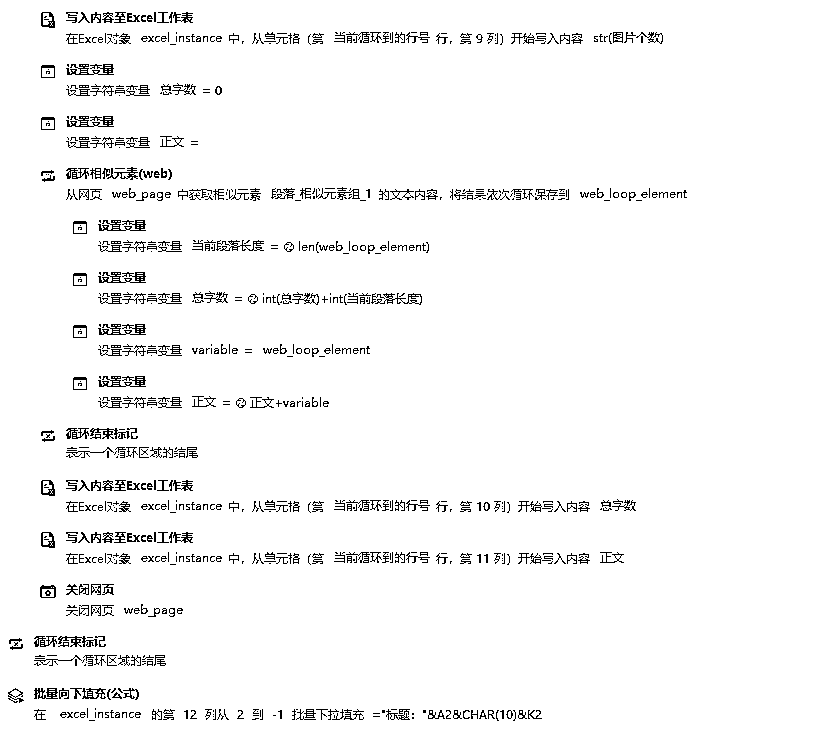 写入内容至Excel工作表
在Excel对象 excel_instance 中，从单元格（第 当前循环到的行号 行，第 9 列）开始写入内容 str(图片个数)
设置变量
设置字符串变量 总字数 = 0
设置变量
设置字符串变量 正文 =
循环相似元素(web)
从网页 web_page 中获取相似元素 段落_相似元素组_1 的文本内容，将结果依次循环保存到 web_loop_element
设置变量
设置字符串变量 当前段落长度 = len(web_loop_element)
设置变量
设置字符串变量 总字数 = int(总字数)+int(当前段落长度)
设置变量
设置字符串变量 variable = web_loop_element
设置变量
设置字符串变量 正文 = 正文+variable
循环结束标记
表示一个循环区域的结尾
写入内容至Excel工作表
在Excel对象 excel_instance 中，从单元格（第 当前循环到的行号 行，第 10 列）开始写入内容 总字数
写入内容至Excel工作表
在Excel对象 excel_instance 中，从单元格（第 当前循环到的行号 行，第 11 列）开始写入内容 正文
关闭网页
关闭网页 web_page
循环结束标记
表示一个循环区域的结尾
批量向下填充(公式)
在 excel_instance 的第 12 列从 2 到 -1 批量下拉填充 ="标题："&A2&CHAR(10)&K2